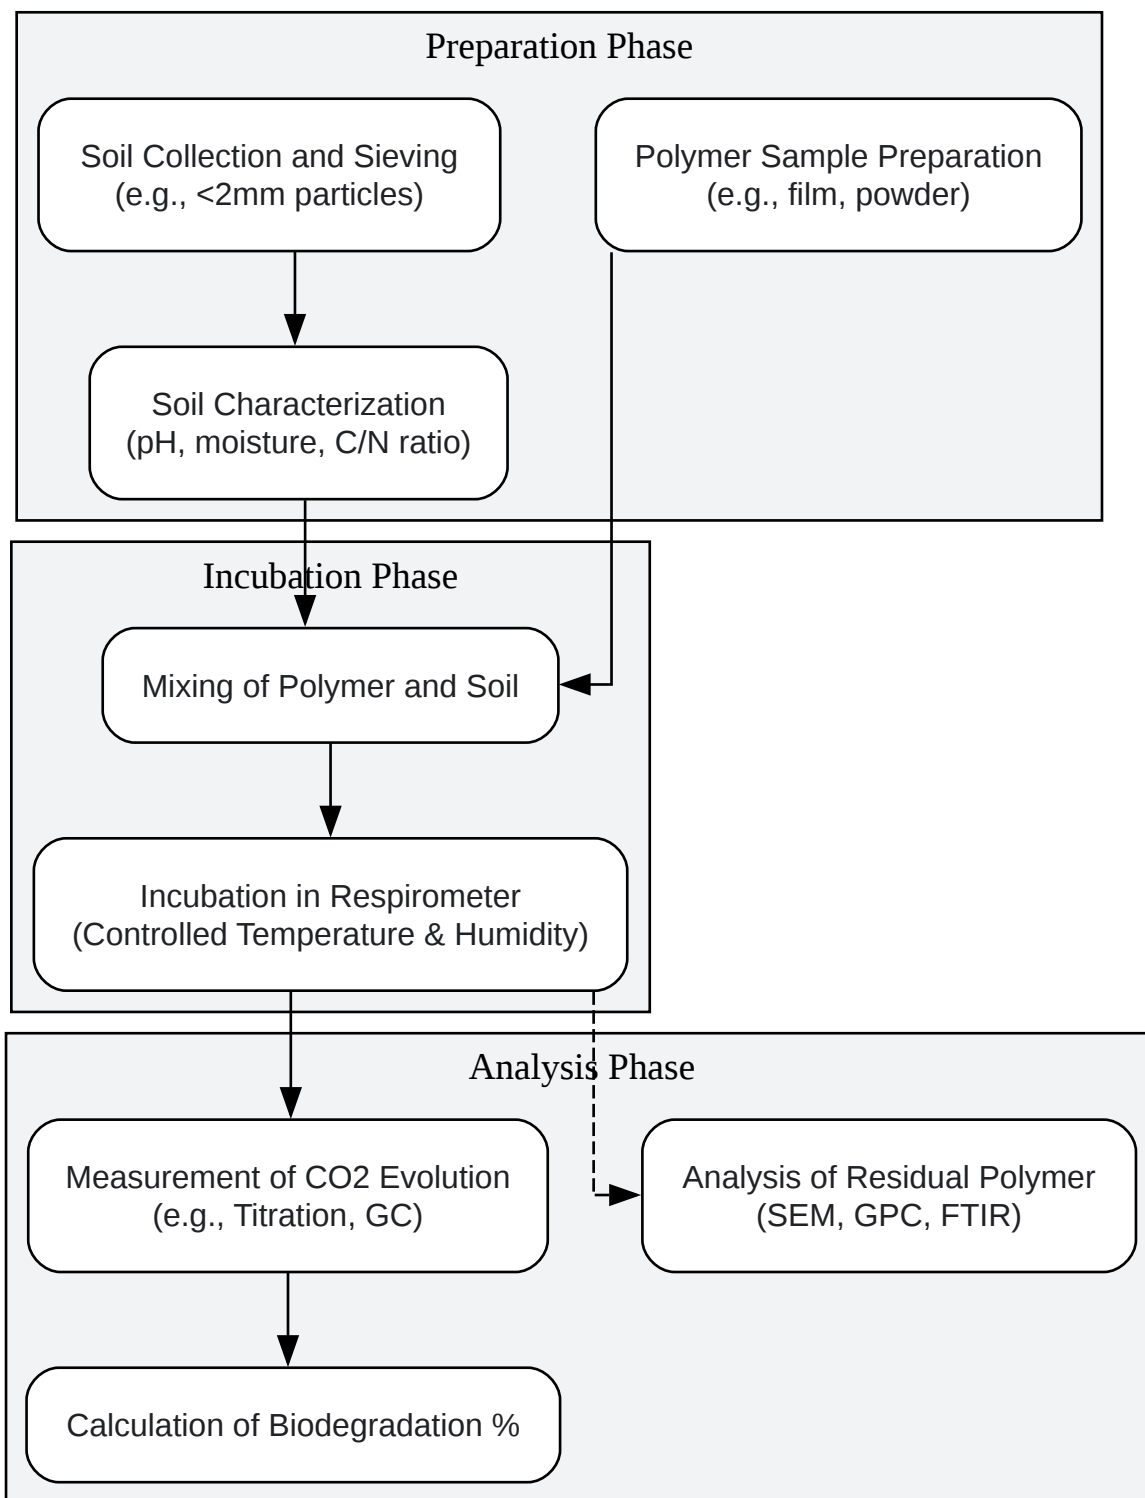 Preparation Phase
Soil Collection and Sieving
(e.g., <2mm particles)
Polymer Sample Preparation
(e.g., film, powder)
Soil Characterization
(pH, moisture, C/N ratio)
Incubation Phase
Mixing of Polymer and Soil
Incubation in Respirometer
(Controlled Temperature & Humidity)
Analysis Phase
Measurement of CO2 Evolution
(e.g., Titration, GC)
Analysis of Residual Polymer
(SEM, GPC, FTIR)
Calculation of Biodegradation %